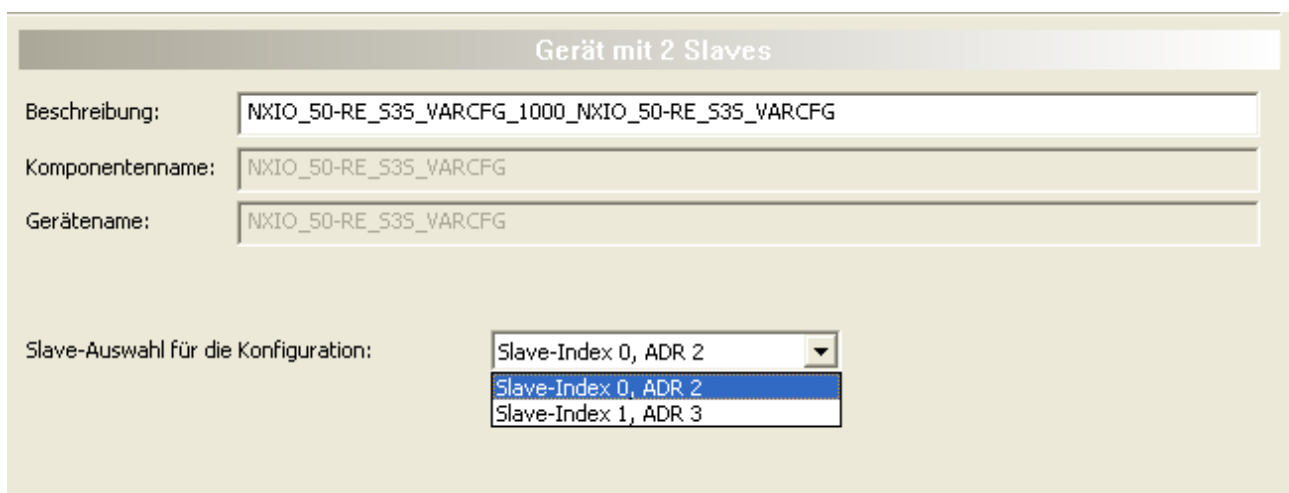 Gerät mit 2 Slaves
Beschreibung: NXIO_50-RE_S3S_VARCFG_1000_NXIO_50-RE_S3S_VARCFG
Komponentenname: NXIO_50-RE_S3S_VARCFG
Gerätename: NXIO_50-RE_S3S_VARCFG
Slave-Auswahl für die Konfiguration: Slave-Index 0, ADR 2
Slave-Index 0, ADR 2
Slave-Index 1, ADR 3